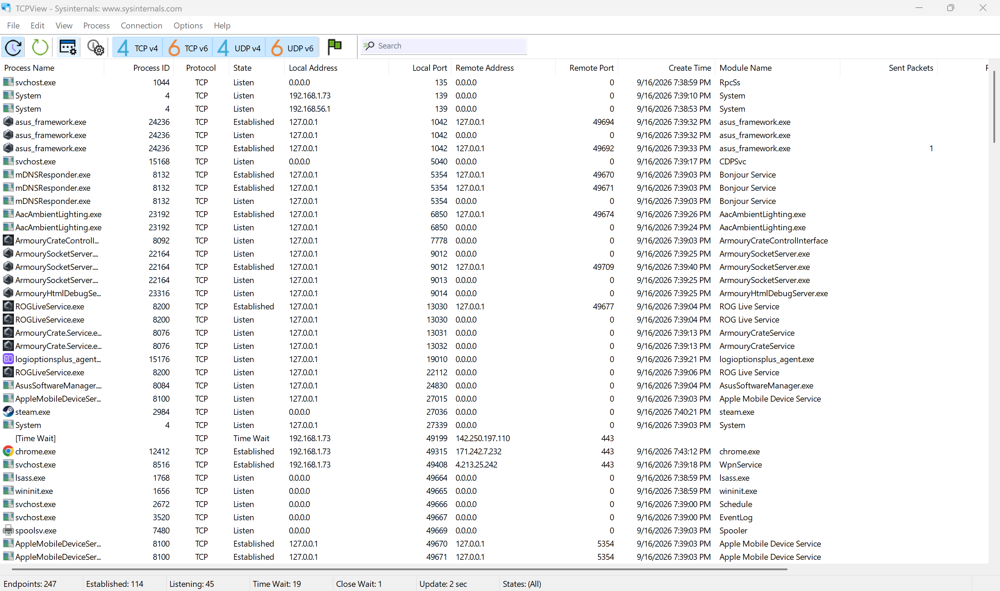 TCPView - Sysinternals: www.sysinternals.com
File Edit View Process Connection Options Help
4 TCP v4 6 TCP v6 4 UDP v4 6 UDP v6 Search
Process Name Process ID Protocol State Local Address Local Port Remote Address Remote Port Create Time Module Name Sent Packets
svchost.exe 1044 TCP Listen 0.0.0.0 135 0.0.0.0 0 9/16/2026 7:38:59 PM RpcSs
System 4 TCP Listen 192.168.1.73 139 0.0.0.0 0 9/16/2026 7:39:10 PM System
System 4 TCP Listen 192.168.56.1 139 0.0.0.0 0 9/16/2026 7:38:53 PM System
asus_framework.exe 24236 TCP Established 127.0.0.1 1042 127.0.0.1 49694 9/16/2026 7:39:32 PM asus_framework.exe
asus_framework.exe 24236 TCP Listen 127.0.0.1 1042 0.0.0.0 0 9/16/2026 7:39:32 PM asus_framework.exe
asus_framework.exe 24236 TCP Established 127.0.0.1 1042 127.0.0.1 49692 9/16/2026 7:39:33 PM asus_framework.exe 1
svchost.exe 15168 TCP Listen 0.0.0.0 5040 0.0.0.0 0 9/16/2026 7:39:17 PM CDPSvc
mDNSResponder.exe 8132 TCP Established 127.0.0.1 5354 127.0.0.1 49670 9/16/2026 7:39:03 PM Bonjour Service
mDNSResponder.exe 8132 TCP Established 127.0.0.1 5354 127.0.0.1 49671 9/16/2026 7:39:03 PM Bonjour Service
mDNSResponder.exe 8132 TCP Listen 127.0.0.1 5354 0.0.0.0 0 9/16/2026 7:39:03 PM Bonjour Service
AacAmbientLighting.exe 23192 TCP Established 127.0.0.1 6850 127.0.0.1 49674 9/16/2026 7:39:26 PM AacAmbientLighting.exe
AacAmbientLighting.exe 23192 TCP Listen 127.0.0.1 6850 0.0.0.0 0 9/16/2026 7:39:24 PM AacAmbientLighting.exe
ArmouryCrateControll... 8092 TCP Listen 127.0.0.1 7778 0.0.0.0 0 9/16/2026 7:39:03 PM ArmouryCrateControlInterface
ArmourySocketServer.... 22164 TCP Listen 127.0.0.1 9012 0.0.0.0 0 9/16/2026 7:39:25 PM ArmourySocketServer.exe
ArmourySocketServer.... 22164 TCP Established 127.0.0.1 9012 127.0.0.1 49709 9/16/2026 7:39:40 PM ArmourySocketServer.exe
ArmourySocketServer.... 22164 TCP Listen 127.0.0.1 9013 0.0.0.0 0 9/16/2026 7:39:25 PM ArmourySocketServer.exe
ArmouryHtmlDebugSe... 23316 TCP Listen 127.0.0.1 9014 0.0.0.0 0 9/16/2026 7:39:25 PM ArmouryHtmlDebugServer.exe
ROGLiveService.exe 8200 TCP Established 127.0.0.1 13030 127.0.0.1 49677 9/16/2026 7:39:04 PM ROG Live Service
ROGLiveService.exe 8200 TCP Listen 127.0.0.1 13030 0.0.0.0 0 9/16/2026 7:39:04 PM ROG Live Service
ArmouryCrate.Service.e... 8076 TCP Listen 127.0.0.1 13031 0.0.0.0 0 9/16/2026 7:39:13 PM ArmouryCrateService
ArmouryCrate.Service.e... 8076 TCP Listen 127.0.0.1 13032 0.0.0.0 0 9/16/2026 7:39:13 PM ArmouryCrateService
logioptionsplus_agent... 15176 TCP Listen 127.0.0.1 19010 0.0.0.0 0 9/16/2026 7:39:21 PM logioptionsplus_agent.exe
ROGLiveService.exe 8200 TCP Listen 127.0.0.1 22112 0.0.0.0 0 9/16/2026 7:39:06 PM ROG Live Service
AsusSoftwareManager.... 8084 TCP Listen 127.0.0.1 24830 0.0.0.0 0 9/16/2026 7:39:04 PM AsusSoftwareManager.exe
AppleMobileDeviceSer... 8100 TCP Listen 127.0.0.1 27015 0.0.0.0 0 9/16/2026 7:39:03 PM Apple Mobile Device Service
steam.exe 2984 TCP Listen 0.0.0.0 27036 0.0.0.0 0 9/16/2026 7:40:21 PM steam.exe
System 4 TCP Listen 127.0.0.1 27339 0.0.0.0 0 9/16/2026 7:39:03 PM System
[Time Wait] TCP Time Wait 192.168.1.73 49199 142.250.197.110 443
chrome.exe 12412 TCP Established 192.168.1.73 49315 171.242.7.232 443 9/16/2026 7:43:12 PM chrome.exe
svchost.exe 8516 TCP Established 192.168.1.73 49408 4.213.25.242 443 9/16/2026 7:39:18 PM WpnService
lsass.exe 1768 TCP Listen 0.0.0.0 49664 0.0.0.0 0 9/16/2026 7:38:59 PM lsass.exe
wininit.exe 1656 TCP Listen 0.0.0.0 49665 0.0.0.0 0 9/16/2026 7:38:59 PM wininit.exe
svchost.exe 2672 TCP Listen 0.0.0.0 49666 0.0.0.0 0 9/16/2026 7:39:00 PM Schedule
svchost.exe 3520 TCP Listen 0.0.0.0 49667 0.0.0.0 0 9/16/2026 7:39:00 PM EventLog
spoolsv.exe 7480 TCP Listen 0.0.0.0 49669 0.0.0.0 0 9/16/2026 7:39:03 PM Spooler
AppleMobileDeviceSer... 8100 TCP Established 127.0.0.1 49670 127.0.0.1 5354 9/16/2026 7:39:03 PM Apple Mobile Device Service
AppleMobileDeviceSer... 8100 TCP Established 127.0.0.1 49671 127.0.0.1 5354 9/16/2026 7:39:03 PM Apple Mobile Device Service
Endpoints: 247 Established: 114 Listening: 45 Time Wait: 19 Close Wait: 1 Update: 2 sec States: (All)